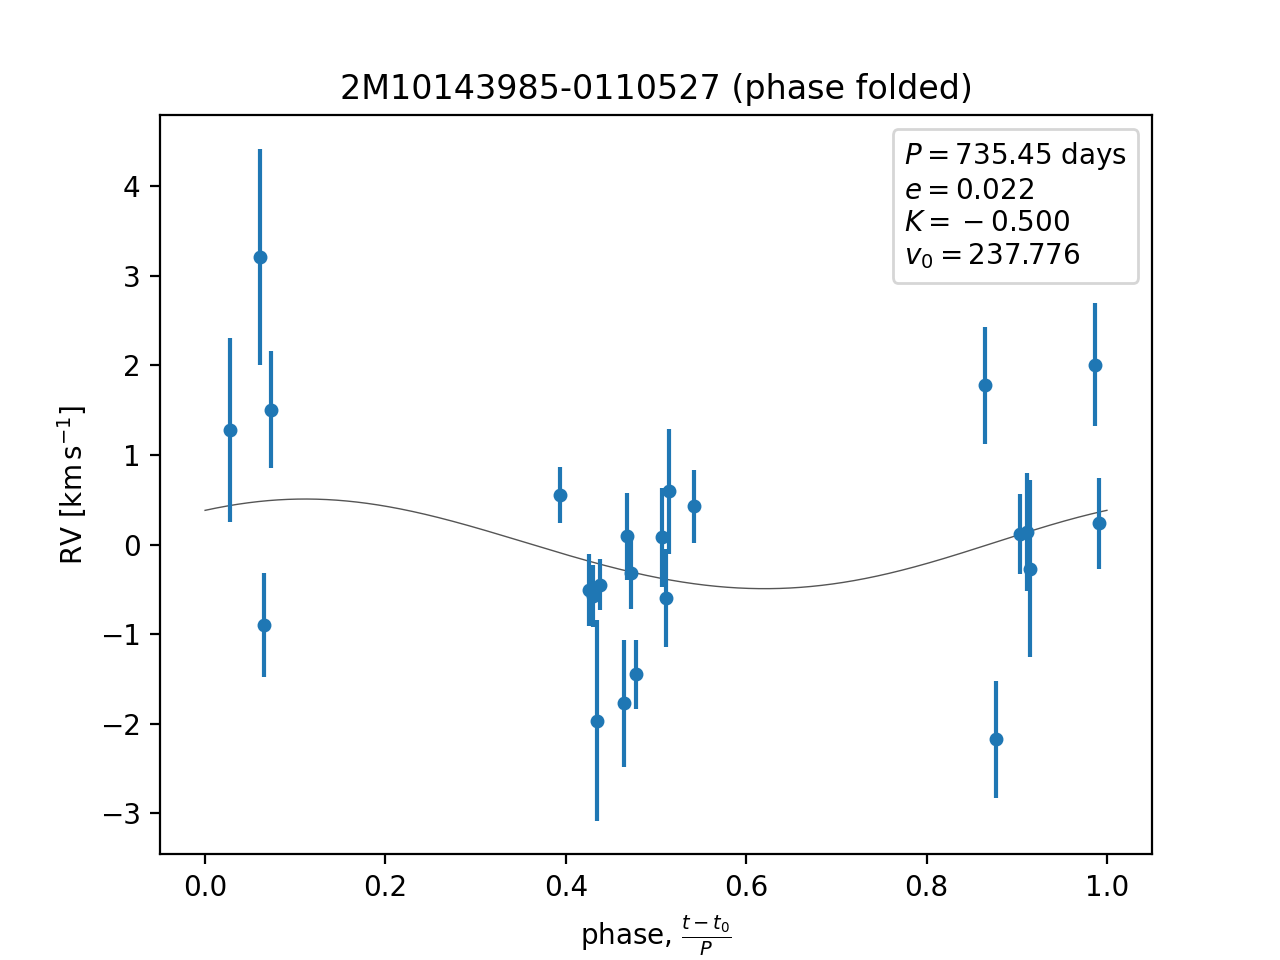 2M10143985-0110527 (phase folded)
P = 735.45 days
e = 0.022
K = −0.500
v₀ = 237.776
RV [km s⁻¹]
4
3
2
1
0
−1
−2
−3
0.0 0.2 0.4 0.6 0.8 1.0
phase, (t − t₀)/P